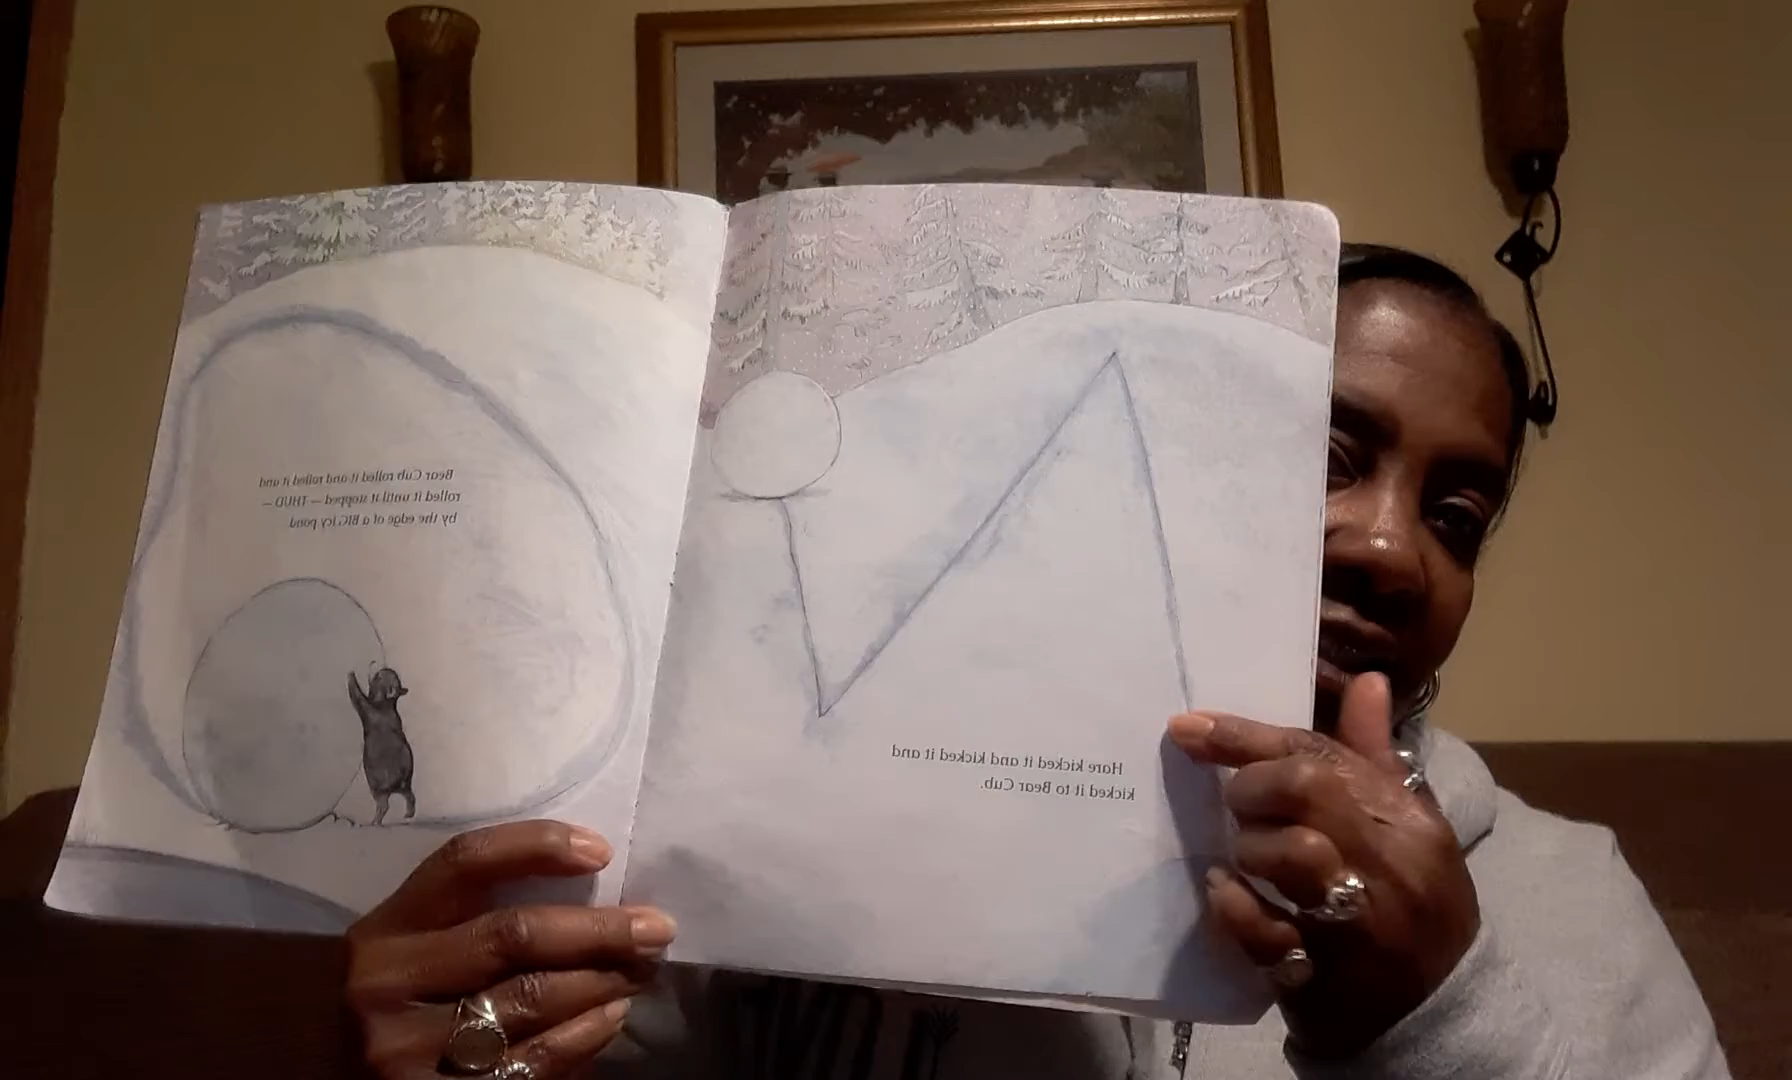 Hare kicked it and kicked it and
kicked it to Bear Cub.
Bear Cub rolled it and rolled it and
rolled it until it stopped — THUD —
by the edge of a BIG icy pond